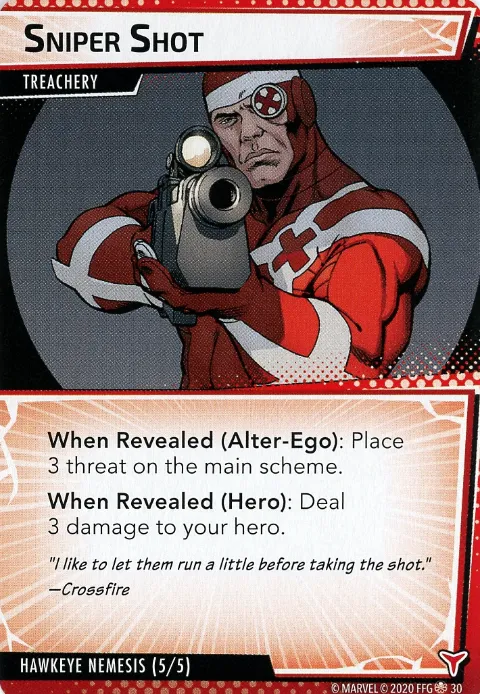 SNIPER SHOT
TREACHERY
When Revealed (Alter-Ego): Place
3 threat on the main scheme.
When Revealed (Hero): Deal
3 damage to your hero.
"I like to let them run a little before taking the shot."
—Crossfire
HAWKEYE NEMESIS (5/5)
© MARVEL © 2020 FFG 30